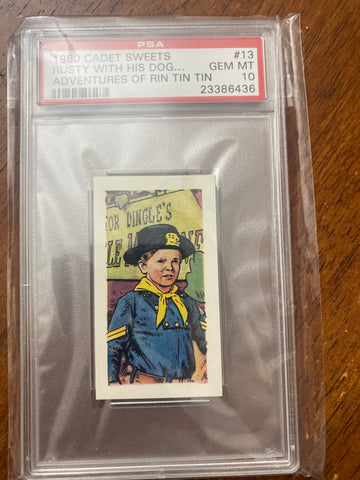 PSA
1960 CADET SWEETS #13
RUSTY WITH HIS DOG... GEM MT
ADVENTURES OF RIN TIN TIN 10
23386436
OR DINGLE'S